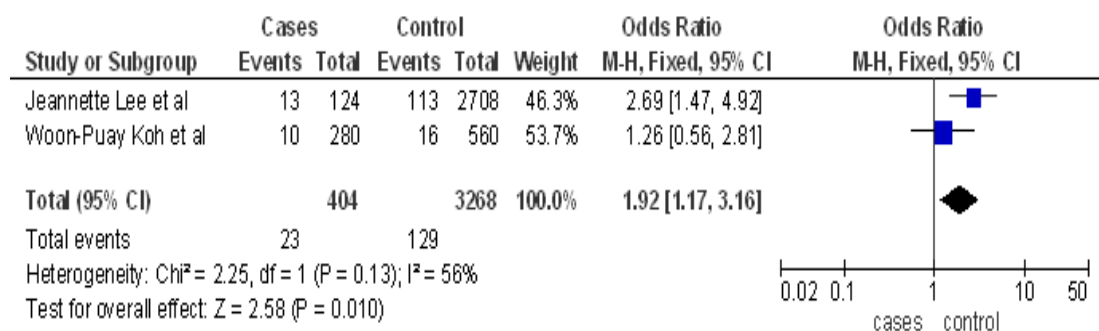 Cases Control Odds Ratio Odds Ratio
Study or Subgroup Events Total Events Total Weight M-H, Fixed, 95% CI M-H, Fixed, 95% CI
Jeannette Lee et al 13 124 113 2708 46.3% 2.69 [1.47, 4.92]
Woon-Puay Koh et al 10 280 16 560 53.7% 1.26 [0.56, 2.81]
Total (95% CI) 404 3268 100.0% 1.92 [1.17, 3.16]
Total events 23 129
Heterogeneity: Chi² = 2.25, df = 1 (P = 0.13); I² = 56%
Test for overall effect: Z = 2.58 (P = 0.010)
0.02 0.1 1 10 50
cases control